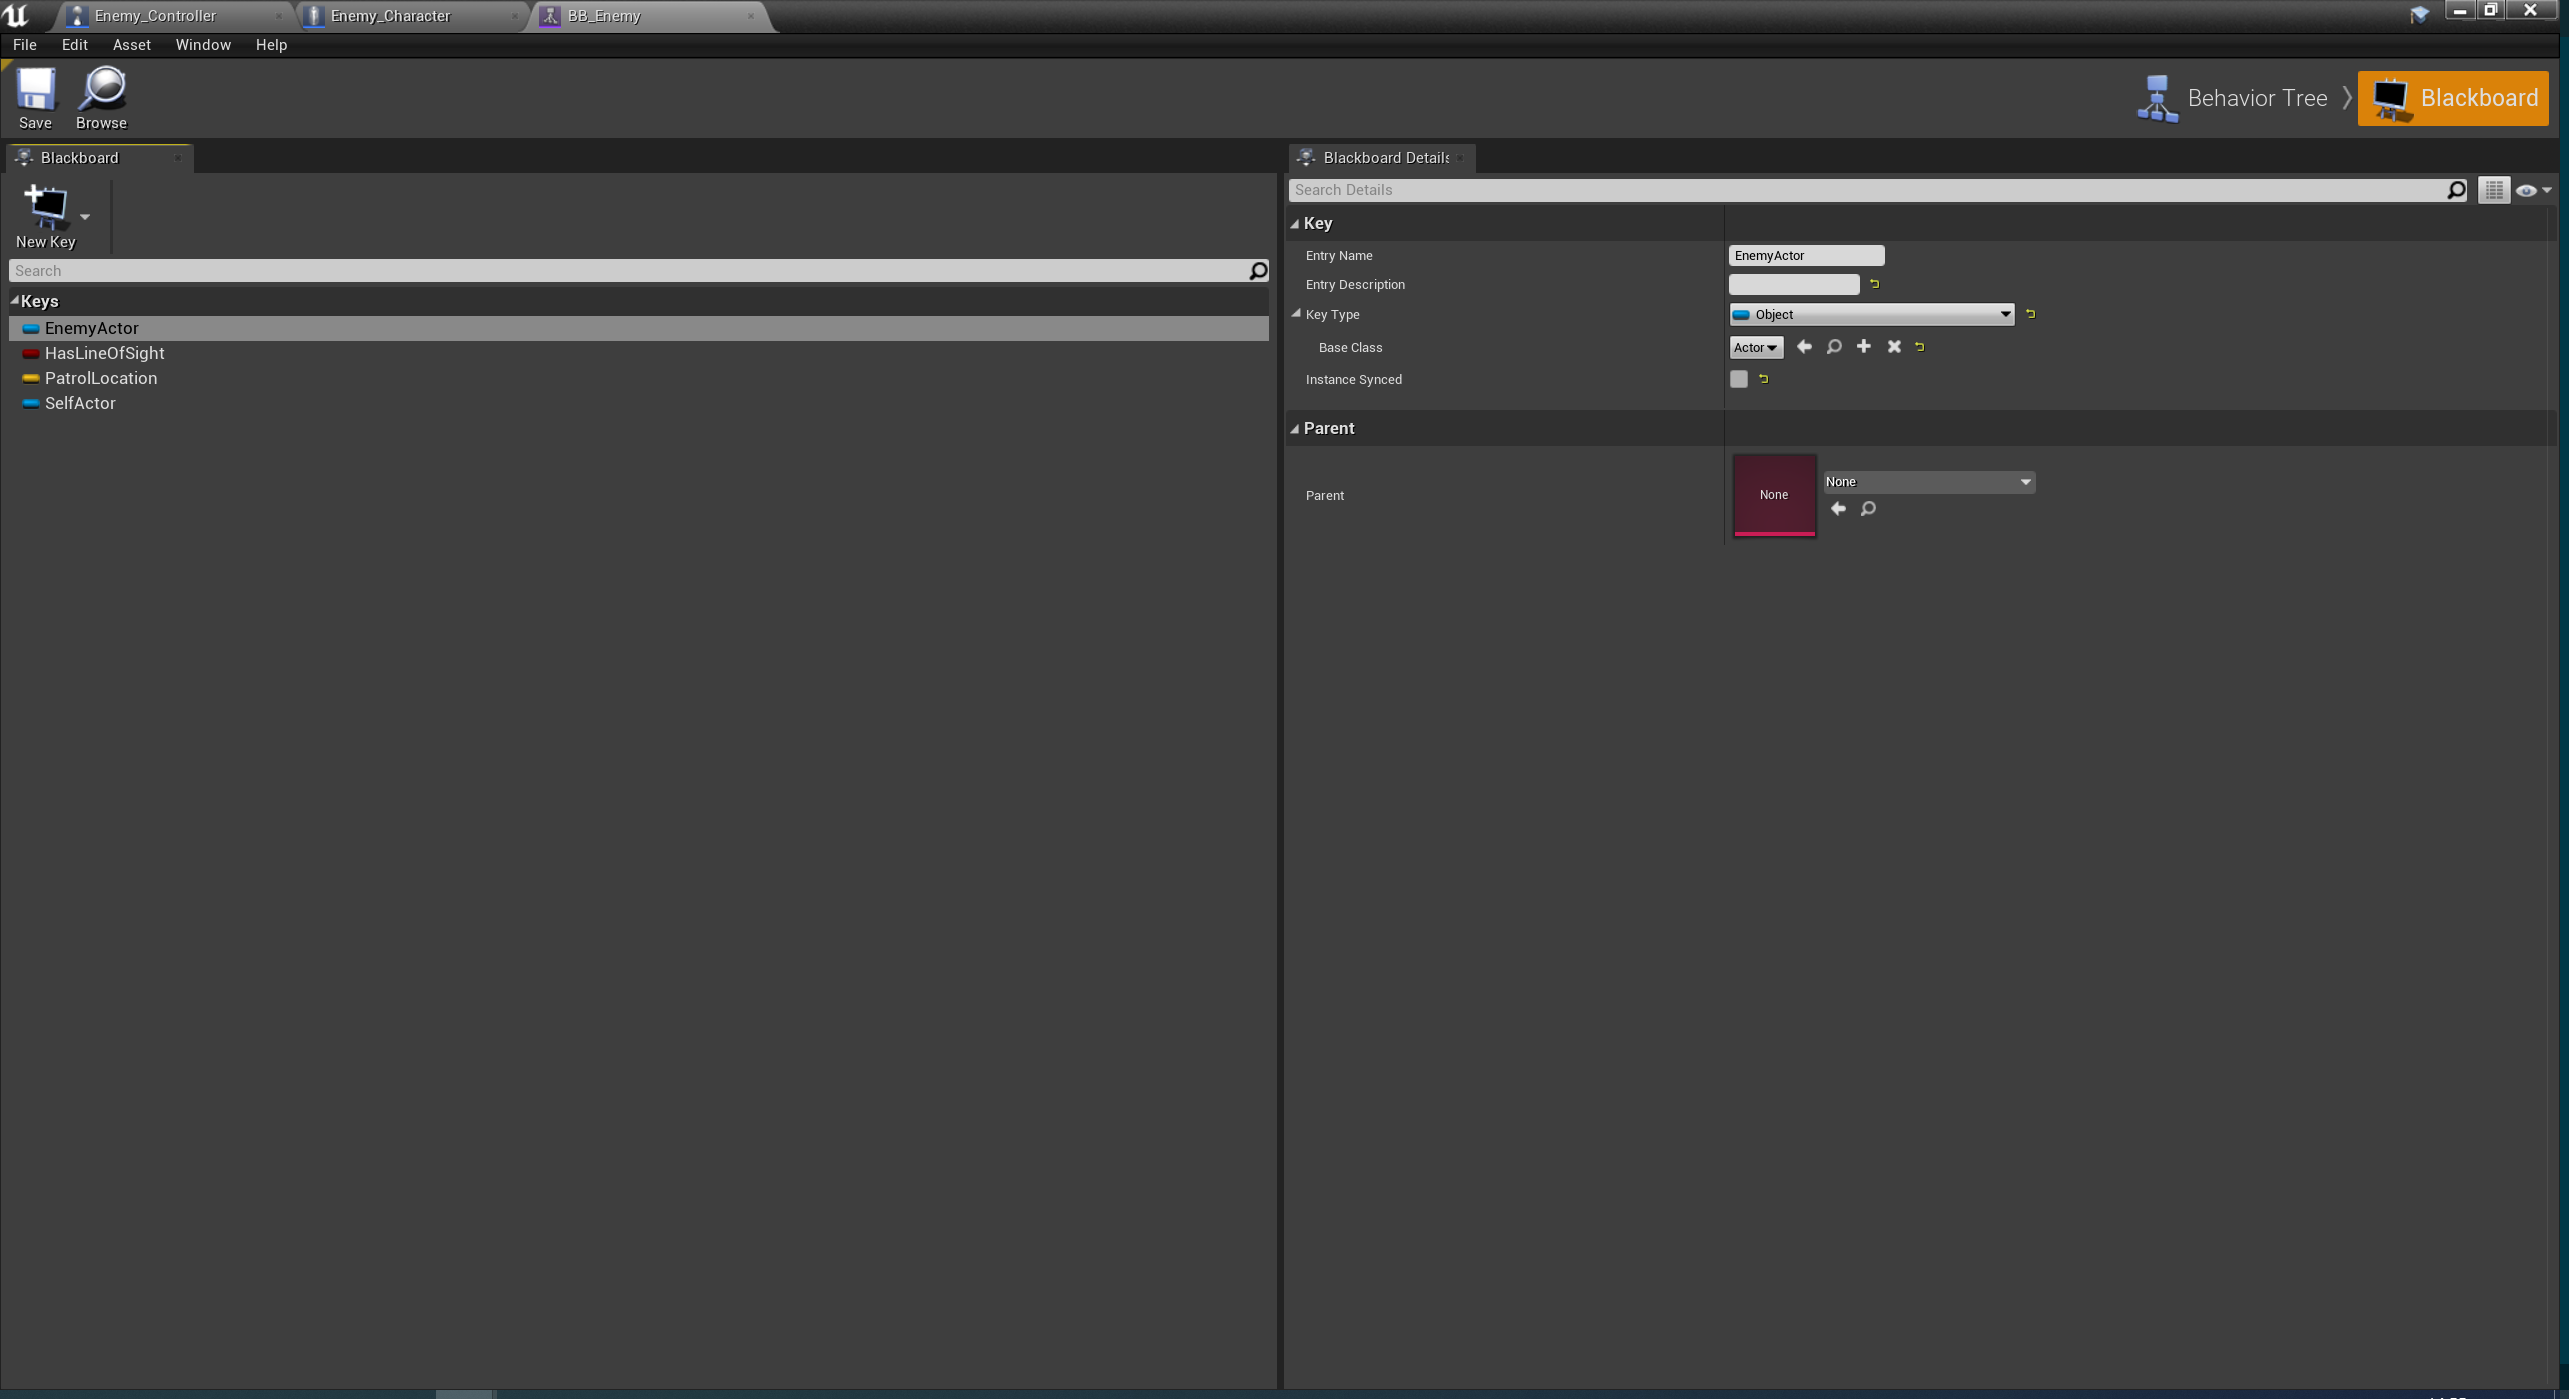 Enemy_Controller
Enemy_Character
BB_Enemy
File Edit Asset Window Help
Save
Browse
Behavior Tree
Blackboard
Blackboard
New Key
Search
Keys
EnemyActor
HasLineOfSight
PatrolLocation
SelfActor
Blackboard Details
Search Details
Key
Entry Name EnemyActor
Entry Description
Key Type Object
Base Class Actor
Instance Synced
Parent
Parent None None